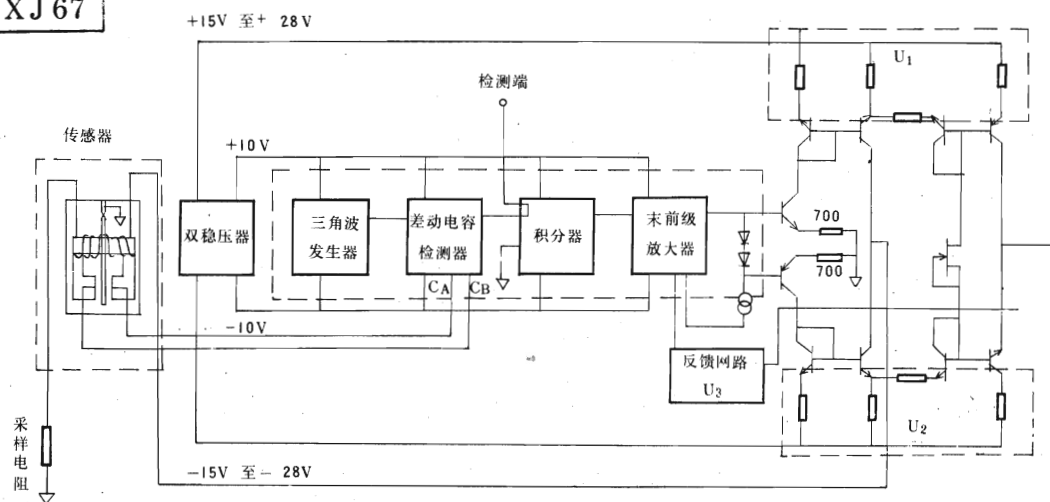 XJ67
+15V 至+ 28V
U1
检测端
传感器
+10V
双稳压器
三角波
发生器
差动电容
检测器
积分器
末前级
放大器
700
700
CA
CB
-10V
反馈网路
U3
采样电阻
U2
-15V 至- 28V